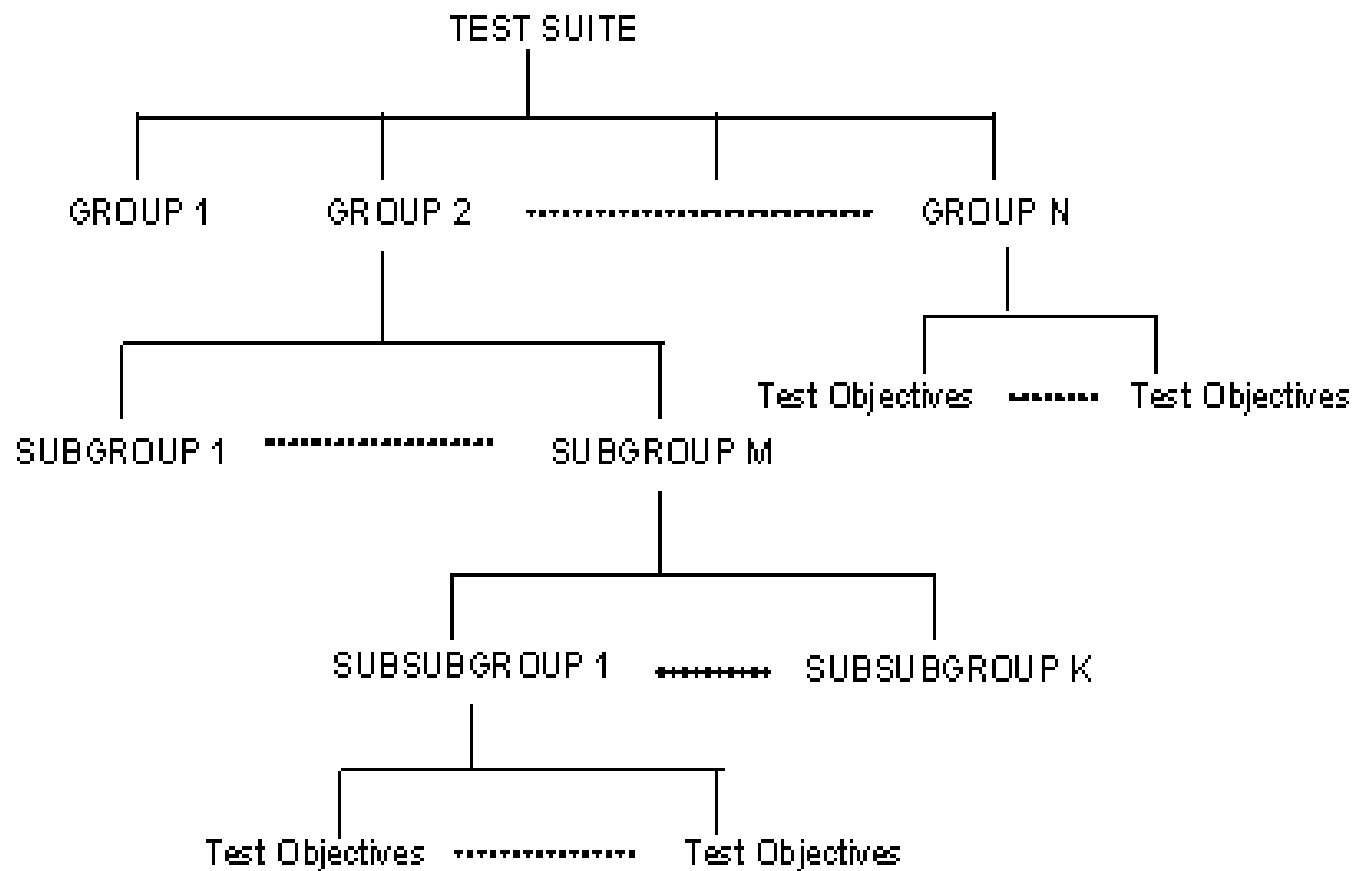 TEST SUITE
GROUP 1
GROUP 2
GROUP N
Test Objectives
Test Objectives
SUBGROUP 1
SUBGROUP M
SUBSUBGROUP 1
SUBSUBGROUP K
Test Objectives
Test Objectives